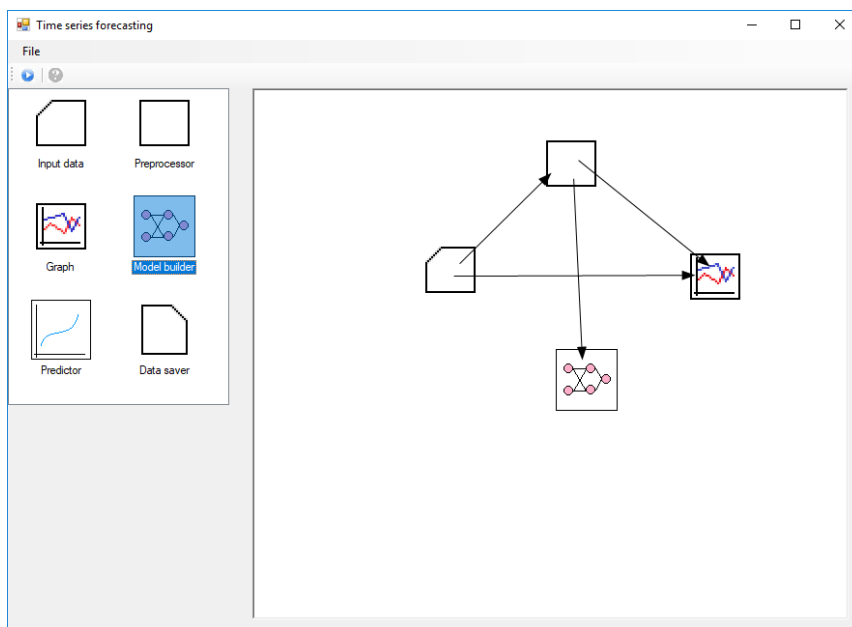 Time series forecasting
File
Input data
Preprocessor
Graph
Model builder
Predictor
Data saver